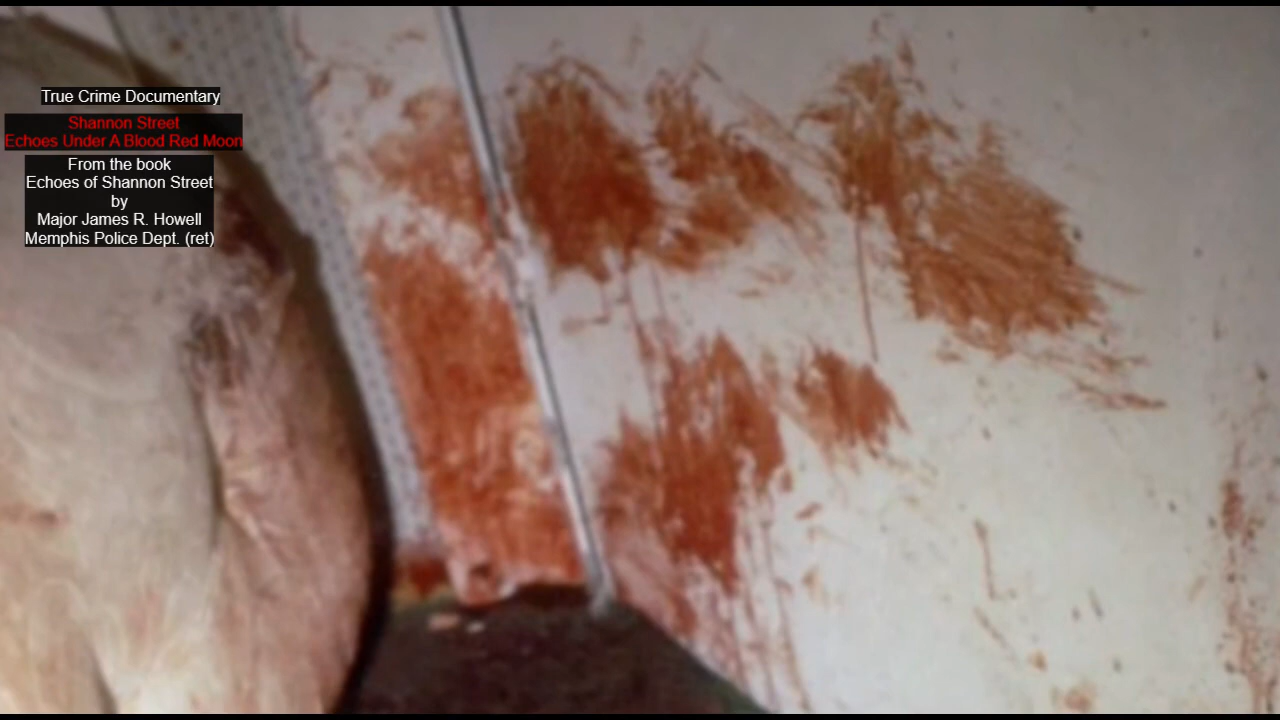 True Crime Documentary
Shannon Street
Echoes Under A Blood Red Moon
From the book
Echoes of Shannon Street
by
Major James R. Howell
Memphis Police Dept. (ret)